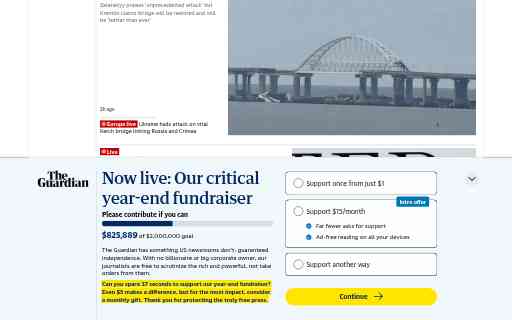 Zelenskyy praises 'unprecedented attack' but
Kremlin claims bridge will be restored and will
be 'better than ever'
2h ago
Europe live Ukraine hails attack on vital
Kerch bridge linking Russia and Crimea
Live
The
Guardian
Now live: Our critical
year-end fundraiser
Please contribute if you can
$825,889 of $2,000,000 goal
The Guardian has something US newsrooms don't - guaranteed
independence. With no billionaire or big corporate owner, our
journalists are free to scrutinize the rich and powerful, not take
orders from them.
Can you spare 37 seconds to support our year-end fundraiser?
Even $5 makes a difference, but for the most impact, consider
a monthly gift. Thank you for protecting the truly free press.
Support once from just $1
Intro offer
Support $15/month
Far fewer asks for support
Ad-free reading on all your devices
Support another way
Continue